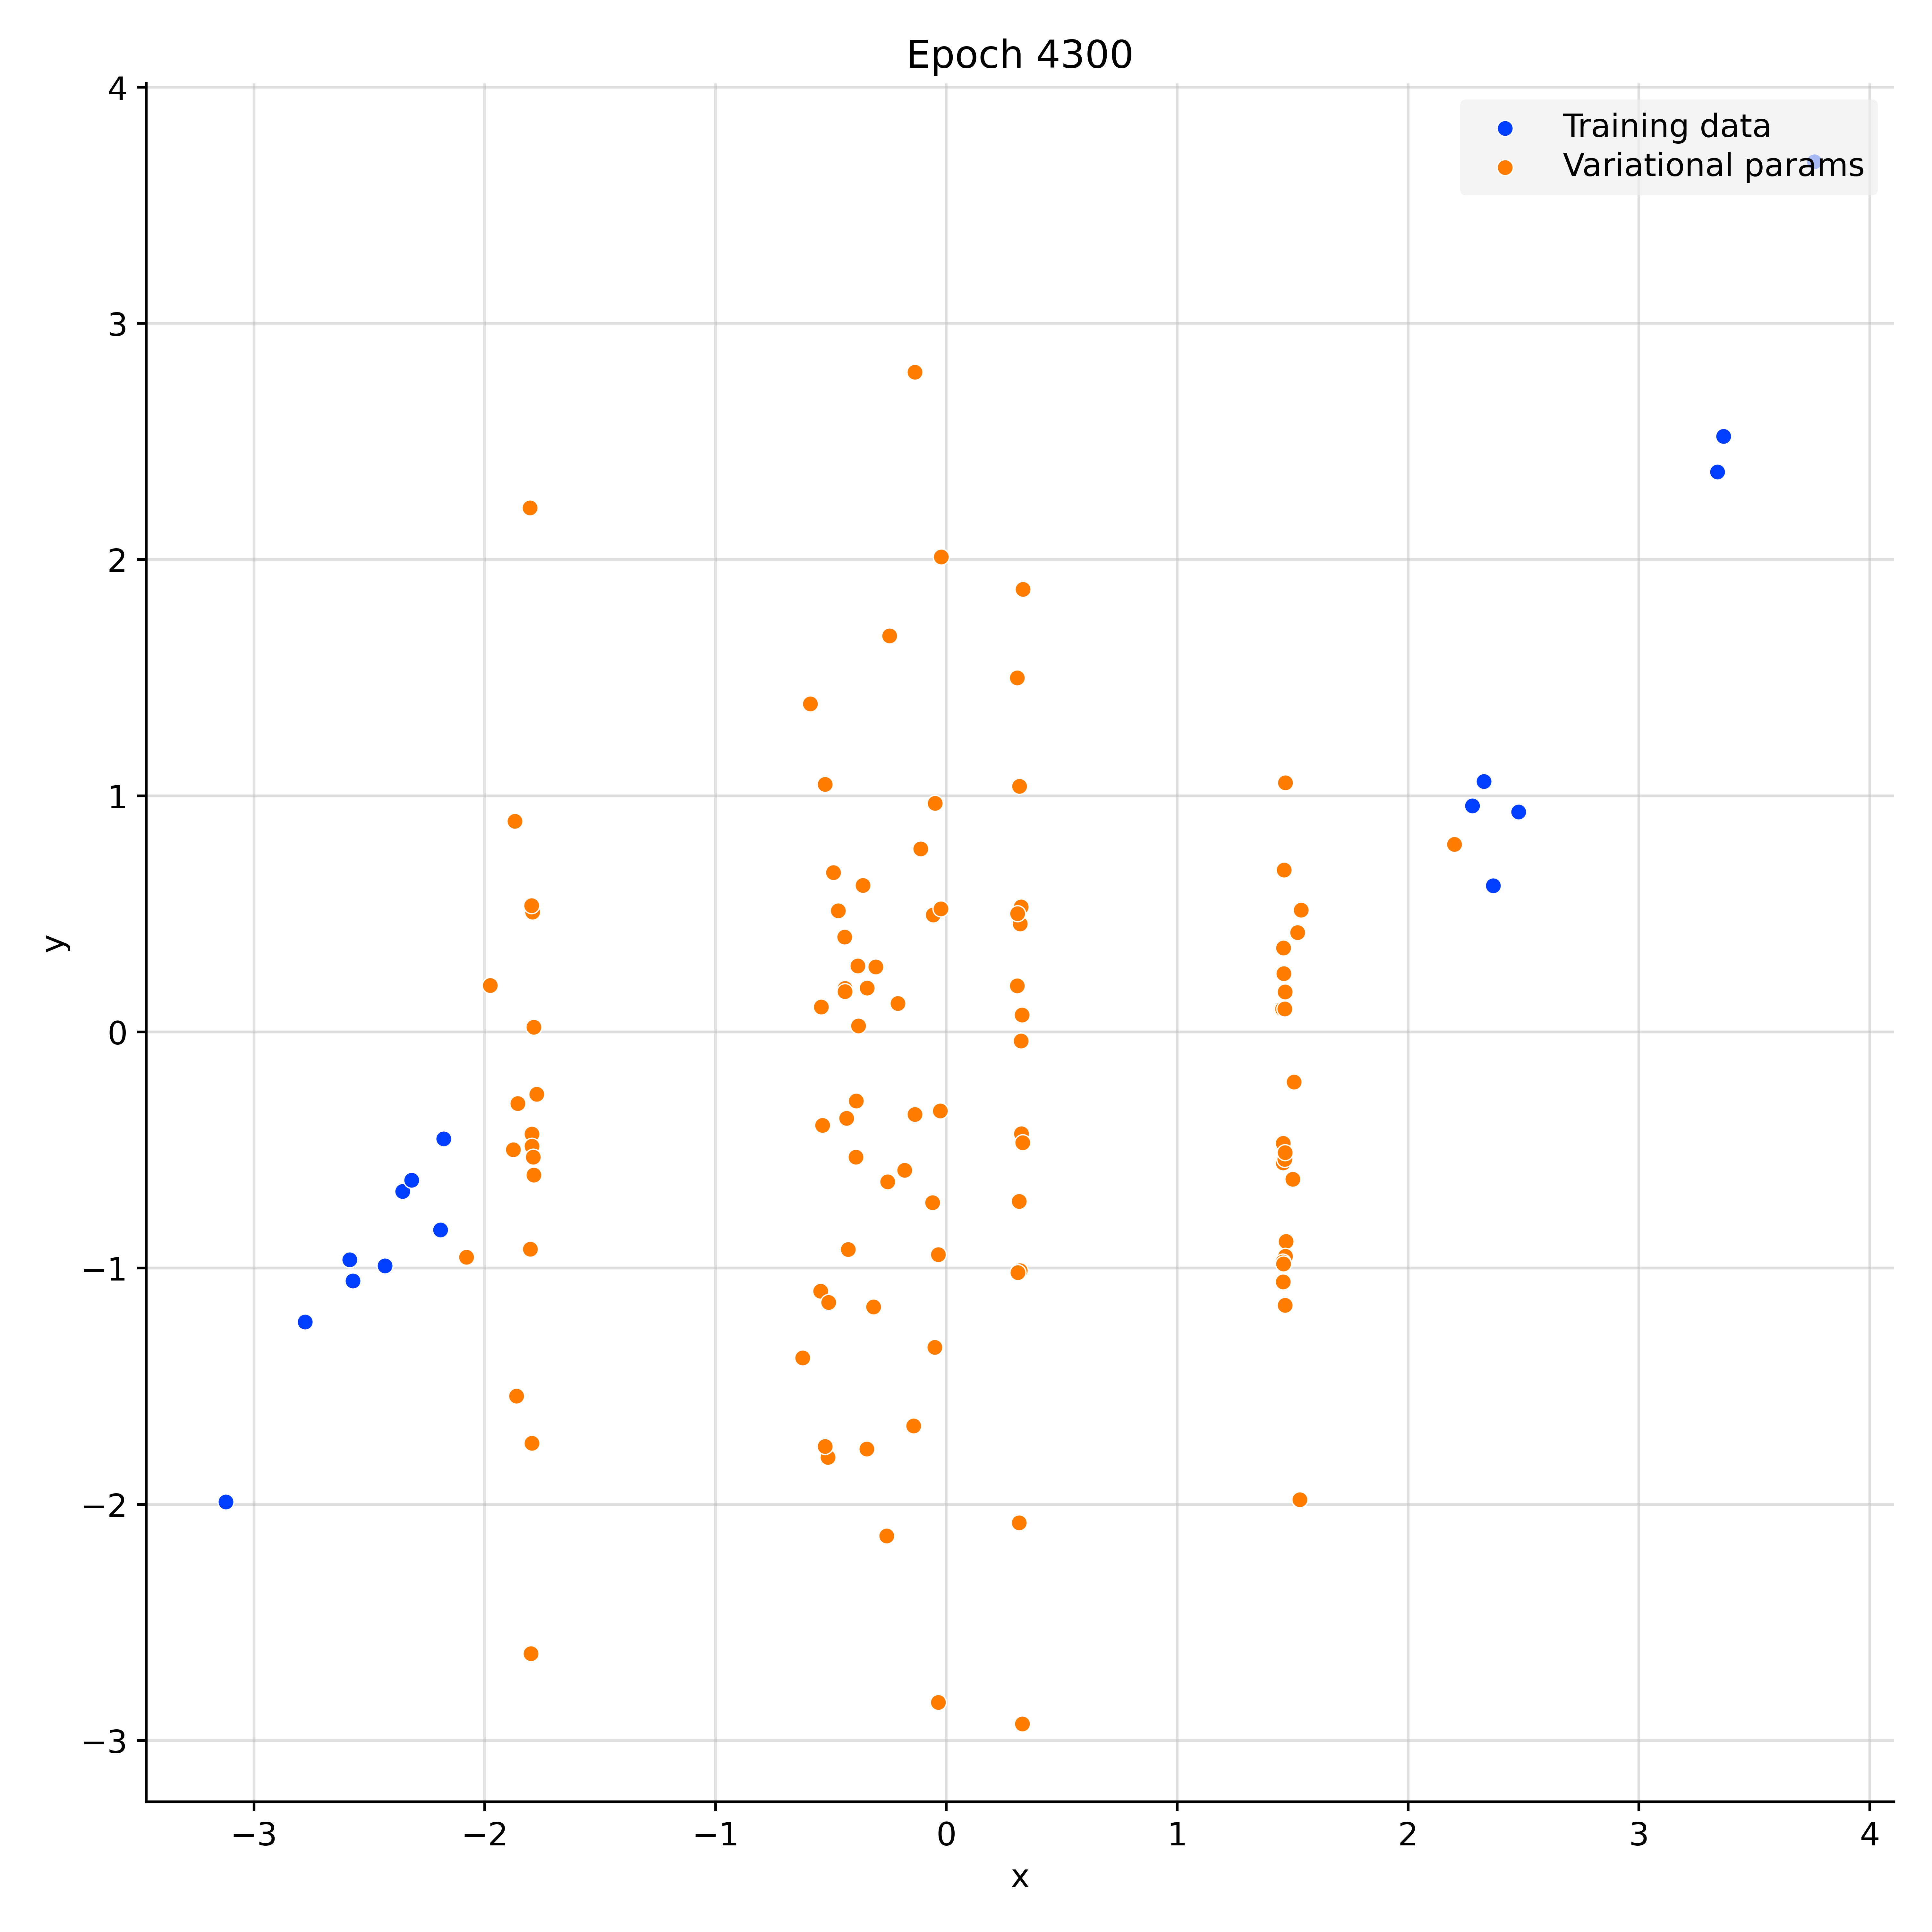 Epoch 4300
Training data
Variational params
4
3
2
1
0
−1
−2
−3
y
−3 −2 −1 0 1 2 3 4
x